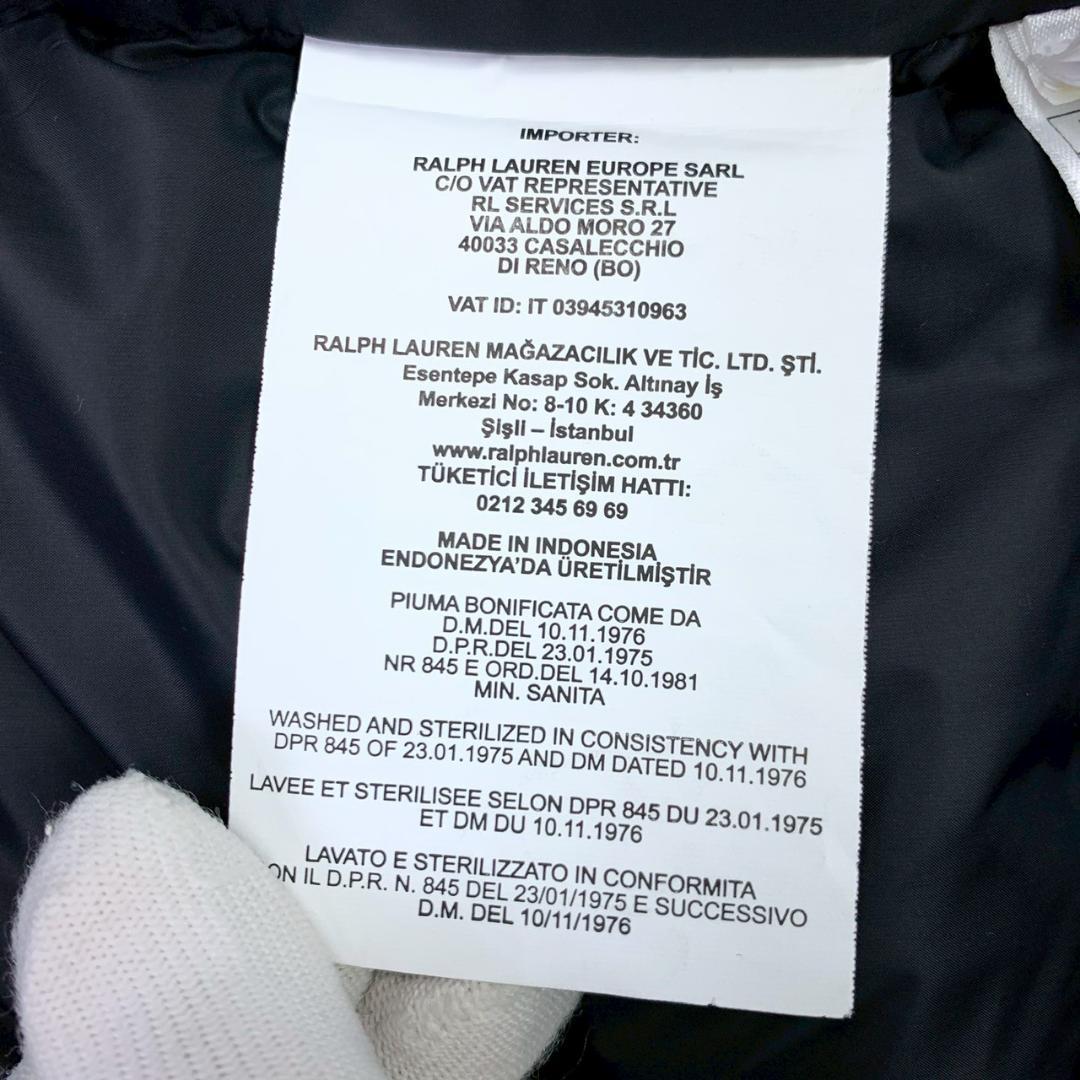 IMPORTER:
RALPH LAUREN EUROPE SARL
C/O VAT REPRESENTATIVE
RL SERVICES S.R.L
VIA ALDO MORO 27
40033 CASALECCHIO
DI RENO (BO)
VAT ID: IT 03945310963
RALPH LAUREN MAĞAZACILIK VE TİC. LTD. ŞTİ.
Esentepe Kasap Sok. Altınay İş
Merkezi No: 8-10 K: 4 34360
Şişli – İstanbul
www.ralphlauren.com.tr
TÜKETİCİ İLETİŞİM HATTI:
0212 345 69 69
MADE IN INDONESIA
ENDONEZYA'DA ÜRETİLMİŞTİR
PIUMA BONIFICATA COME DA
D.M.DEL 10.11.1976
D.P.R.DEL 23.01.1975
NR 845 E ORD.DEL 14.10.1981
MIN. SANITA
WASHED AND STERILIZED IN CONSISTENCY WITH
DPR 845 OF 23.01.1975 AND DM DATED 10.11.1976
LAVEE ET STERILISEE SELON DPR 845 DU 23.01.1975
ET DM DU 10.11.1976
LAVATO E STERILIZZATO IN CONFORMITA
ON IL D.P.R. N. 845 DEL 23/01/1975 E SUCCESSIVO
D.M. DEL 10/11/1976